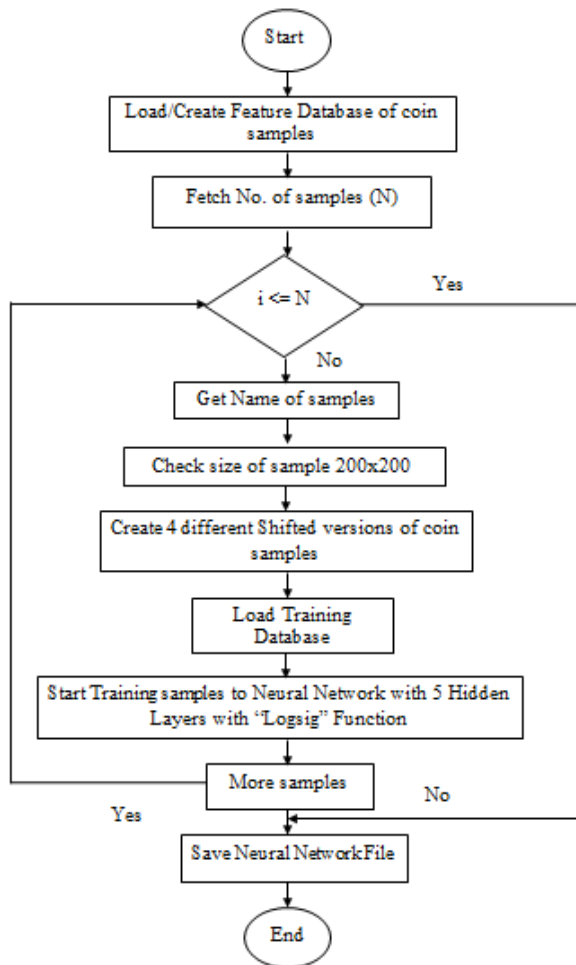 Start
Load/Create Feature Database of coin
samples
Fetch No. of samples (N)
i <= N
Yes
No
Get Name of samples
Check size of sample 200x200
Create 4 different Shifted versions of coin
samples
Load Training
Database
Start Training samples to Neural Network with 5 Hidden
Layers with “Logsig” Function
More samples
Yes
No
Save Neural Network File
End